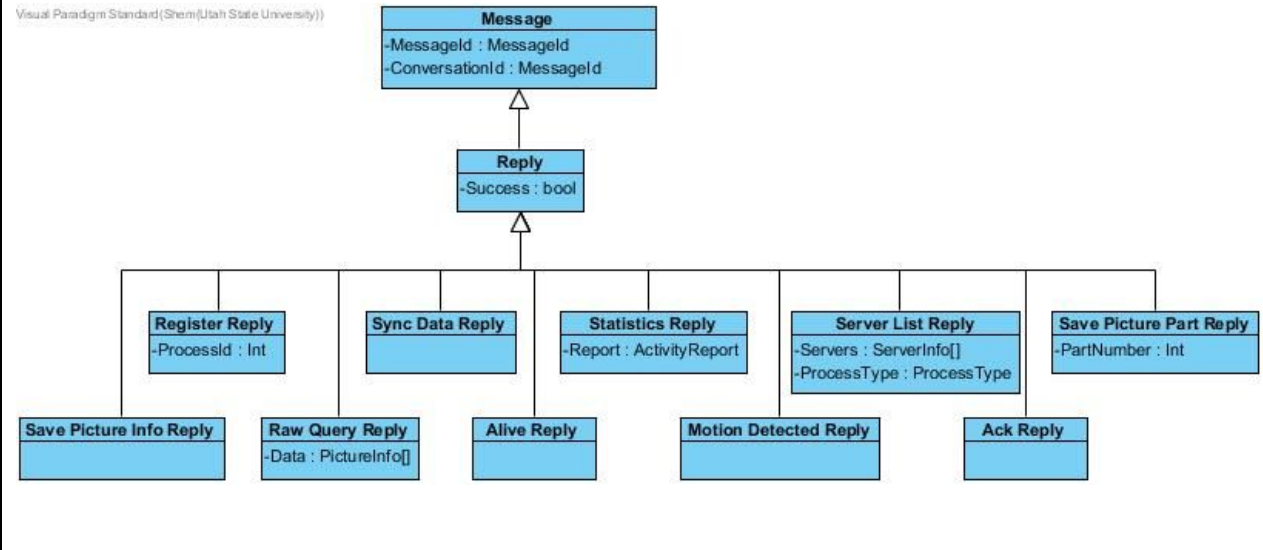 Visual Paradigm Standard(Shem(Utah State University))
Message
-MessageId : MessageId
-ConversationId : MessageId
Reply
-Success : bool
Register Reply
-ProcessId : Int
Sync Data Reply
Statistics Reply
-Report : ActivityReport
Server List Reply
-Servers : ServerInfo[]
-ProcessType : ProcessType
Save Picture Part Reply
-PartNumber : Int
Save Picture Info Reply
Raw Query Reply
-Data : PictureInfo[]
Alive Reply
Motion Detected Reply
Ack Reply